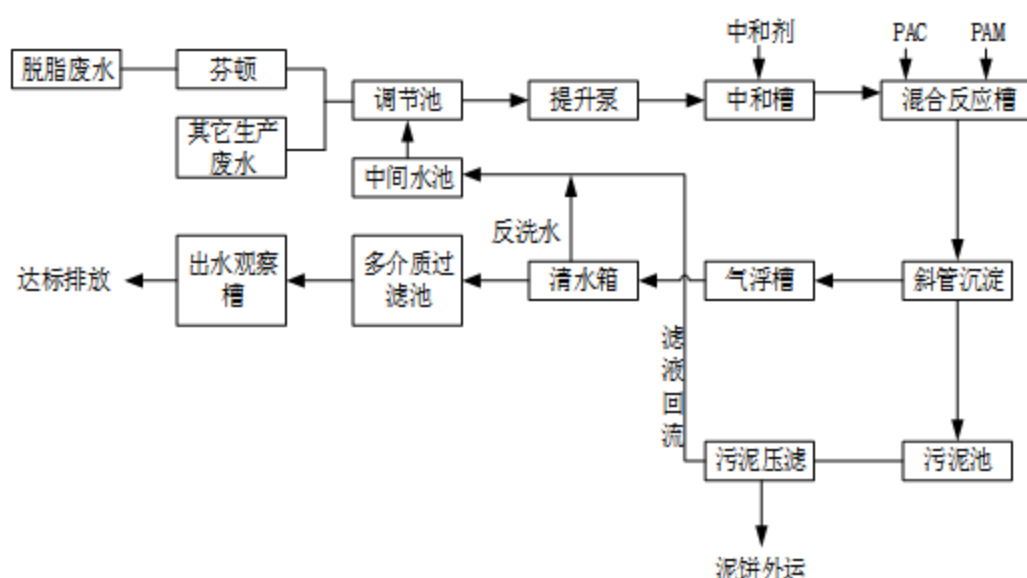 中和剂
PAC
PAM
脱脂废水
芬顿
调节池
提升泵
中和槽
混合反应槽
其它生产
废水
中间水池
反洗水
达标排放
出水观察
槽
多介质过
滤池
清水箱
气浮槽
斜管沉淀
滤
液
回
流
污泥压滤
污泥池
泥饼外运